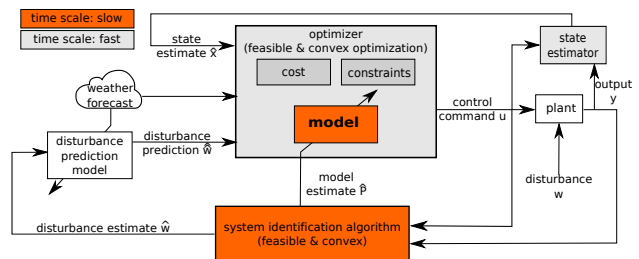 time scale: slow
time scale: fast
state
estimate x̂
optimizer
(feasible & convex optimization)
cost
constraints
model
state
estimator
weather
forecast
disturbance
prediction
model
disturbance
prediction ŵ̂
control
command u
output
y
plant
disturbance
w
model
estimate P̂
disturbance estimate ŵ
system identification algorithm
(feasible & convex)